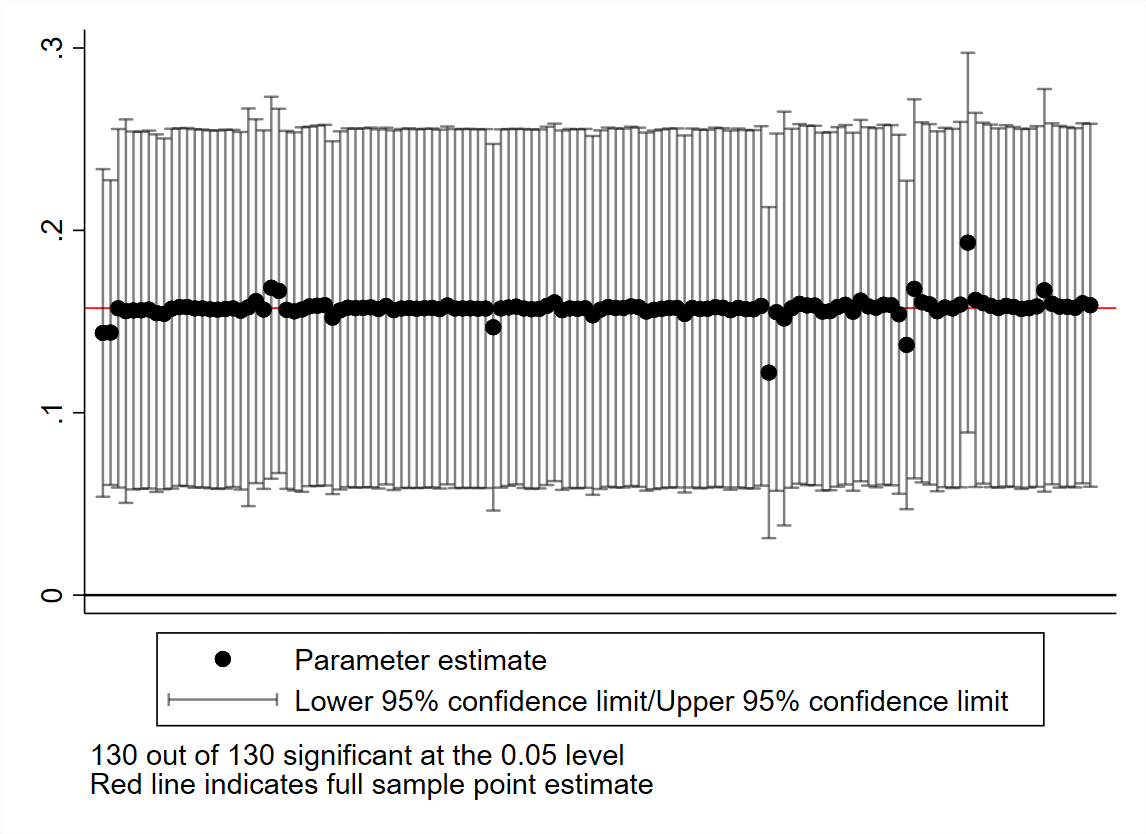 .3
.2
.1
0
Parameter estimate
Lower 95% confidence limit/Upper 95% confidence limit
130 out of 130 significant at the 0.05 level
Red line indicates full sample point estimate